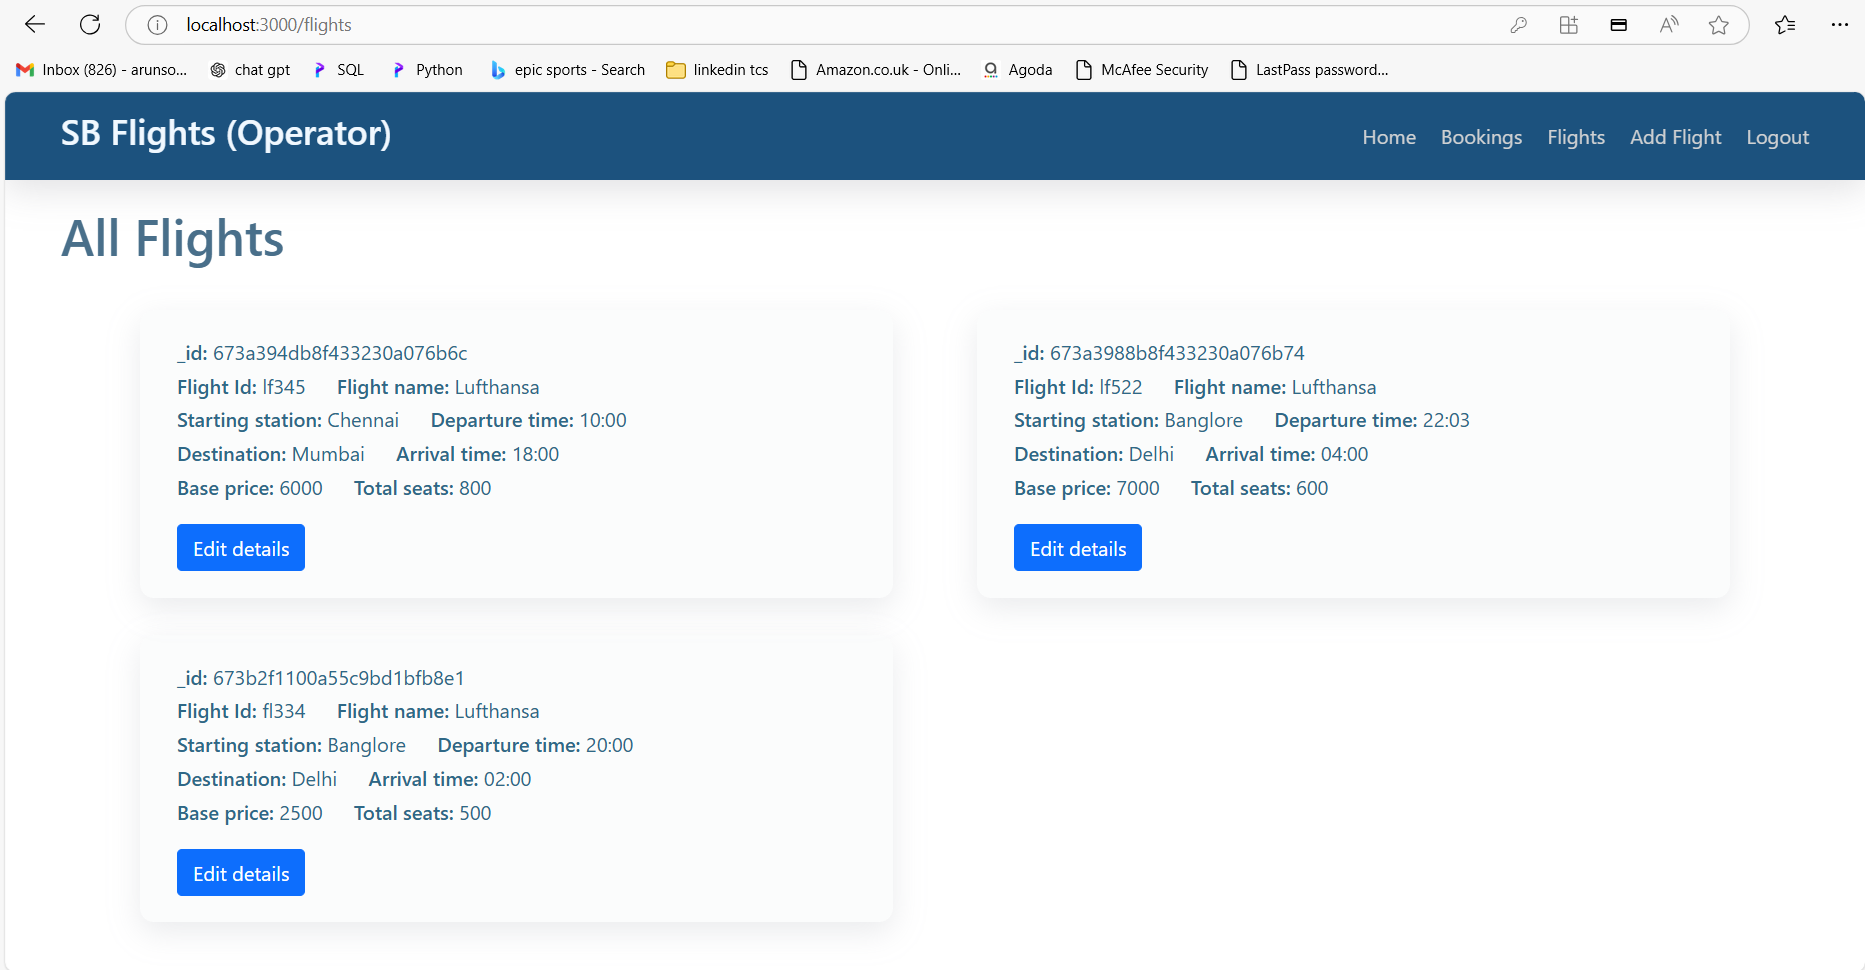 localhost:3000/flights
Inbox (826) - arunso... chat gpt SQL Python epic sports - Search linkedin tcs Amazon.co.uk - Onli... Agoda McAfee Security LastPass password...
SB Flights (Operator) Home Bookings Flights Add Flight Logout
All Flights
_id: 673a394db8f433230a076b6c
Flight Id: lf345 Flight name: Lufthansa
Starting station: Chennai Departure time: 10:00
Destination: Mumbai Arrival time: 18:00
Base price: 6000 Total seats: 800
Edit details
_id: 673a3988b8f433230a076b74
Flight Id: lf522 Flight name: Lufthansa
Starting station: Banglore Departure time: 22:03
Destination: Delhi Arrival time: 04:00
Base price: 7000 Total seats: 600
Edit details
_id: 673b2f1100a55c9bd1bfb8e1
Flight Id: fl334 Flight name: Lufthansa
Starting station: Banglore Departure time: 20:00
Destination: Delhi Arrival time: 02:00
Base price: 2500 Total seats: 500
Edit details